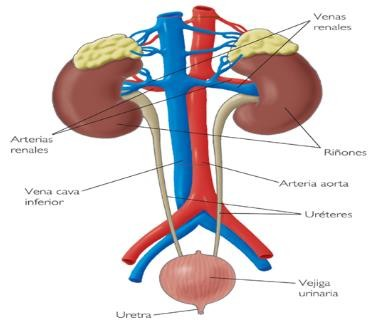 Venas
renales
Arterias
renales
Riñones
Arteria aorta
Vena cava
inferior
Uréteres
Vejiga
urinaria
Uretra